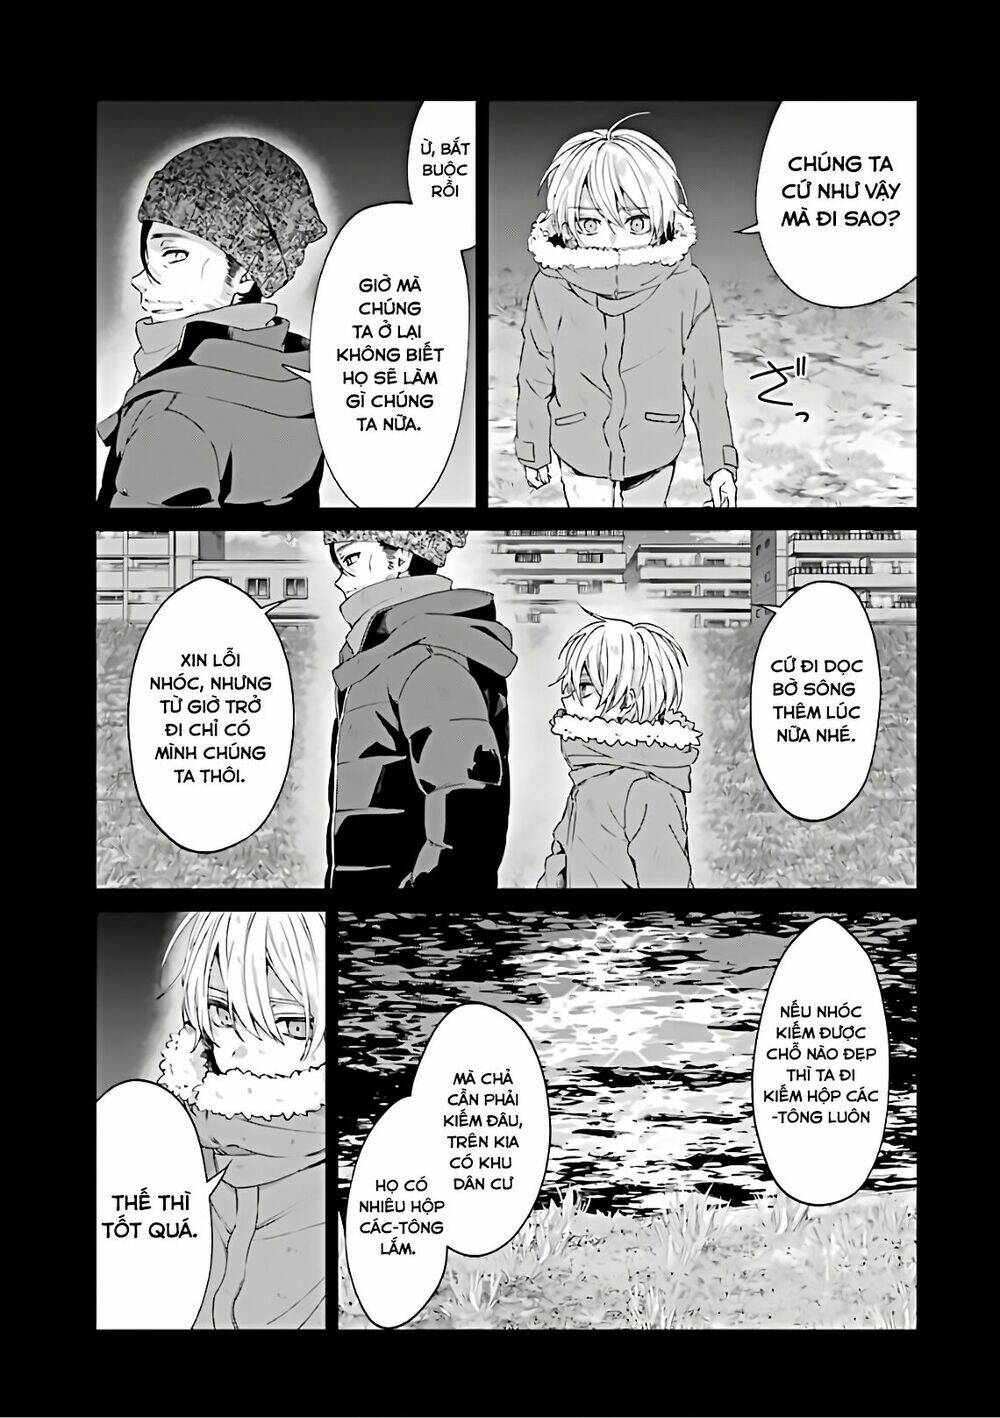 CHÚNG TA
CỨ NHƯ VẬY
MÀ ĐI SAO?
Ừ, BẮT
BUỘC
RỒI
GIỜ MÀ
CHÚNG
TA Ở LẠI
KHÔNG BIẾT
HỌ SẼ LÀM
GÌ CHÚNG
TA NỮA.
ザッ
CỨ ĐI DỌC
BỜ SÔNG
THÊM LÚC
NỮA NHÉ.
XIN LỖI
NHÓC, NHƯNG
TỪ GIỜ TRỞ
ĐI CHỈ CÓ
MÌNH CHÚNG
TA THÔI.
NẾU NHÓC
KIẾM ĐƯỢC
CHỖ NÀO ĐẸP
THÌ TA ĐI
KIẾM HỘP CÁC
-TÔNG LUÔN
MÀ CHẢ
CẦN PHẢI
KIẾM ĐÂU,
TRÊN KIA
CÓ KHU
DÂN CƯ
HỌ CÓ
NHIÊU HỘP
CÁC-TÔNG
LẮM.
THẾ THÌ
TỐT QUÁ.